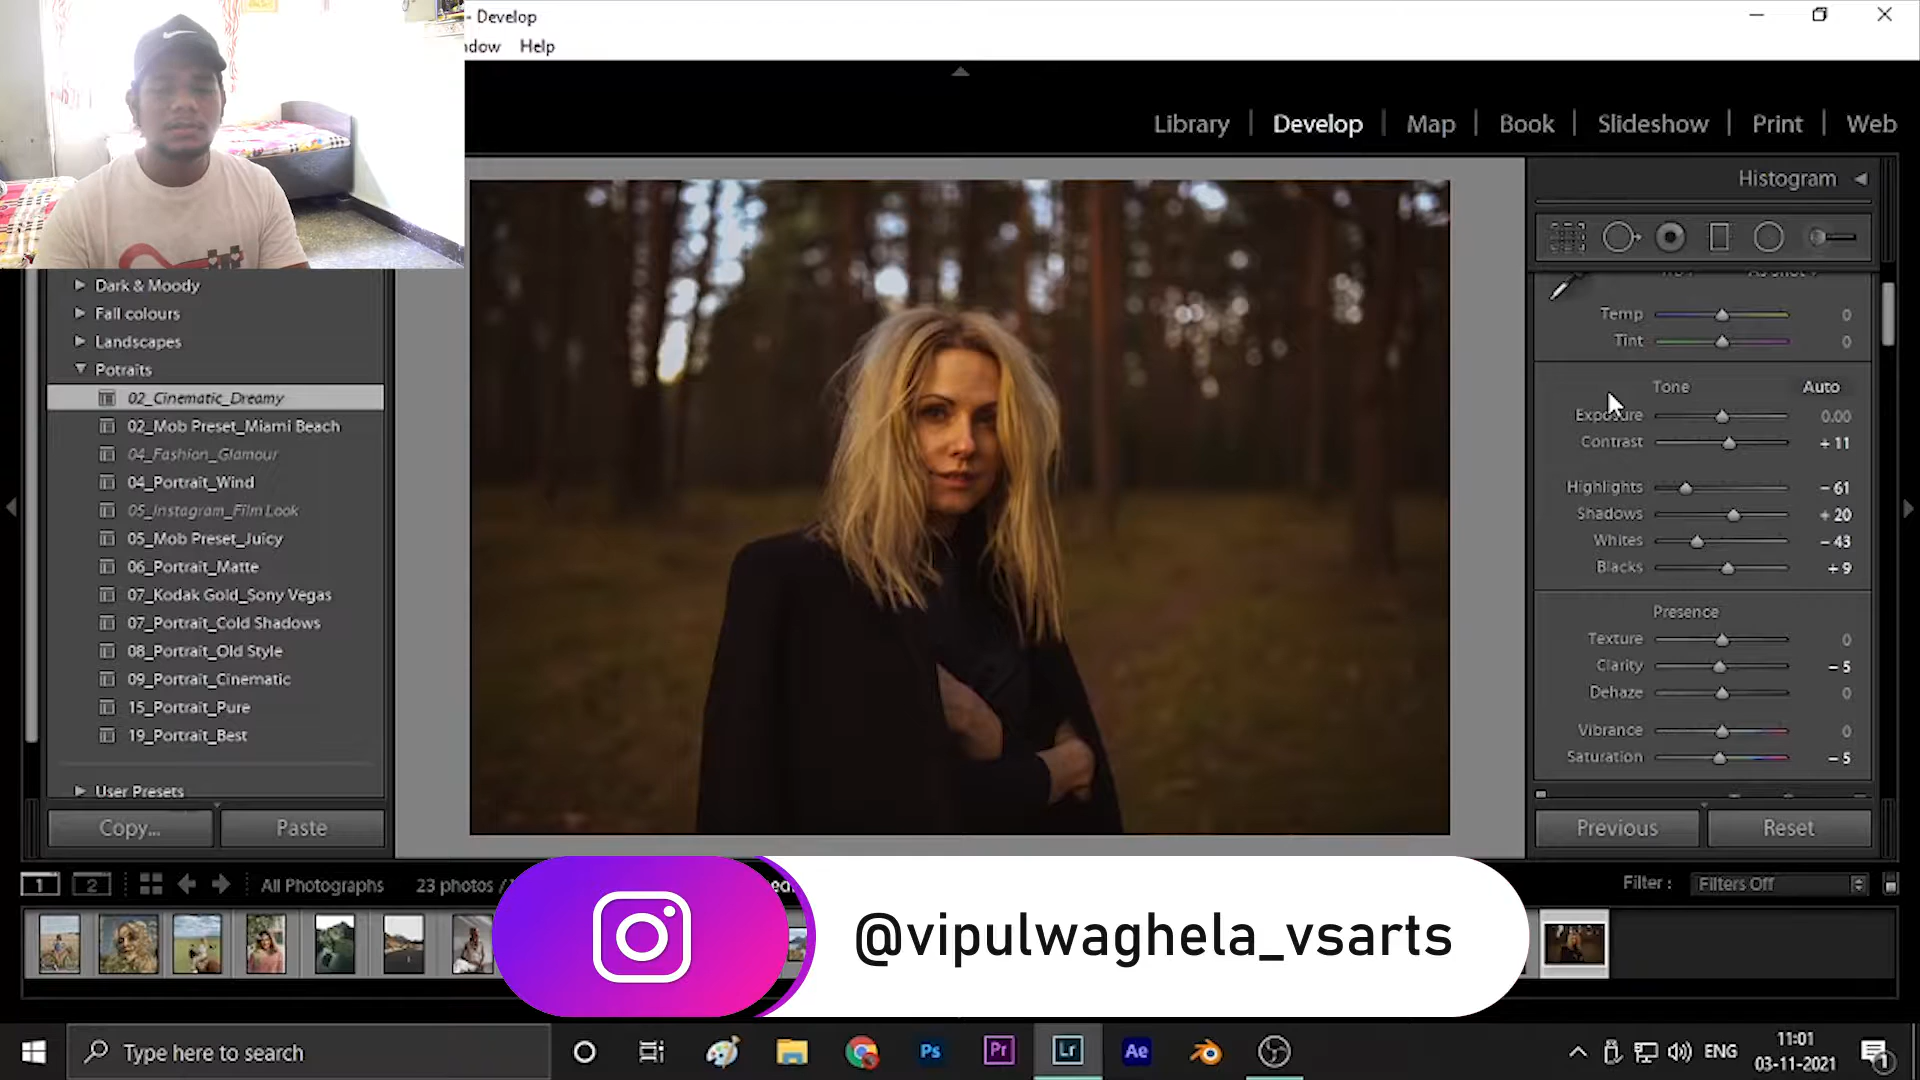 - Develop
ndow Help
Library | Develop | Map | Book | Slideshow | Print | Web
Histogram
Temp 0
Tint 0
Tone Auto
Exposure 0.00
Contrast + 11
Highlights - 61
Shadows + 20
Whites - 43
Blacks + 9
Presence
Texture 0
Clarity - 5
Dehaze 0
Vibrance 0
Saturation - 5
Previous Reset
Dark & Moody
Fall colours
Landscapes
Potraits
02_Cinematic_Dreamy
02_Mob Preset_Miami Beach
04_Fashion_Glamour
04_Portrait_Wind
05_Instagram_Film Look
05_Mob Preset_Juicy
06_Portrait_Matte
07_Kodak Gold_Sony Vegas
07_Portrait_Cold Shadows
08_Portrait_Old Style
09_Portrait_Cinematic
15_Portrait_Pure
19_Portrait_Best
User Presets
Copy... Paste
1 2 All Photographs 23 photos /
Filter : Filters Off
@vipulwaghela_vsarts
Type here to search
Ps Pr Lr Ae
ENG
11:01
03-11-2021
1